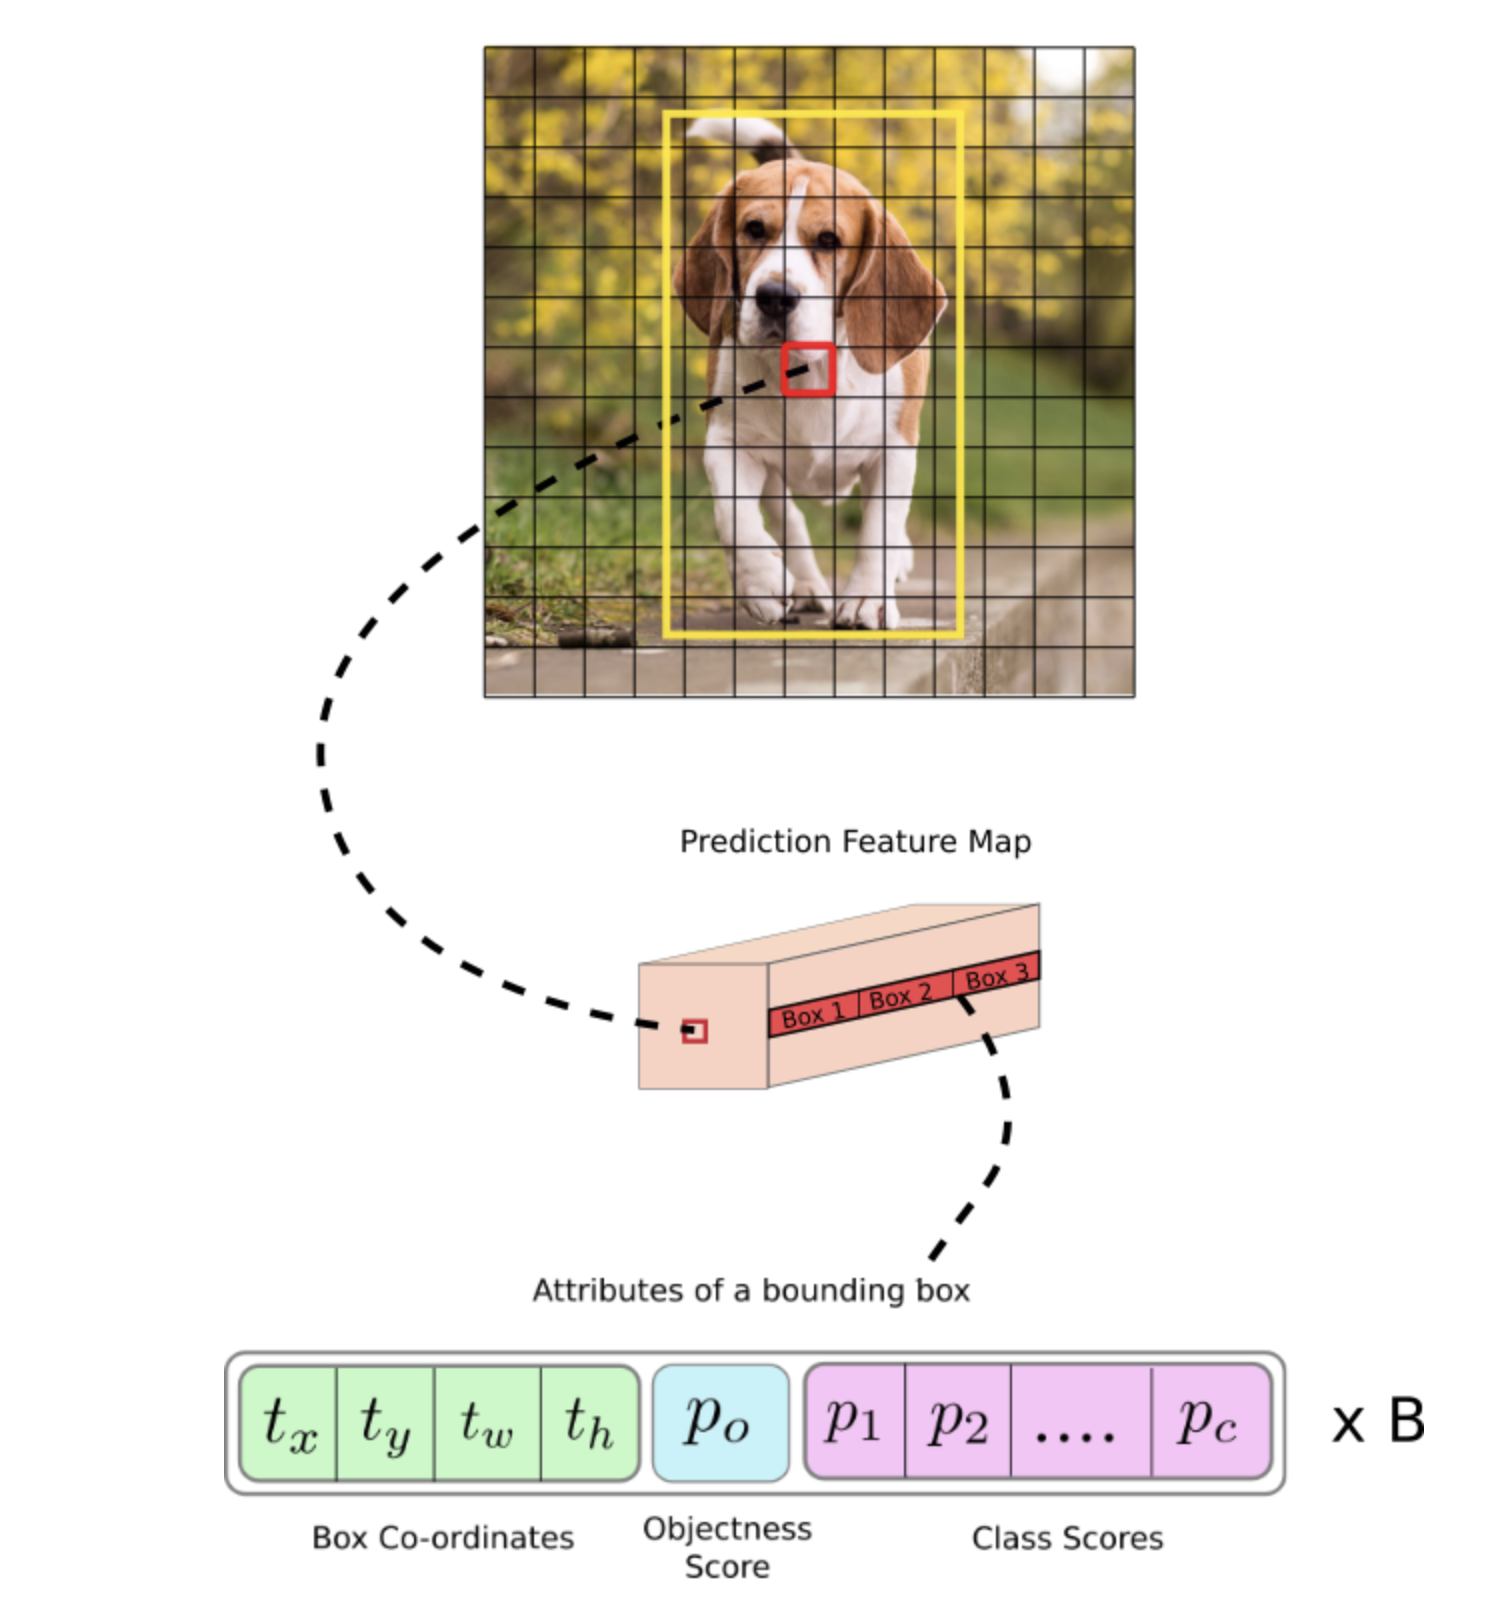 Prediction Feature Map
Box 1 Box 2 Box 3
Attributes of a bounding box
t_x t_y t_w t_h p_o p_1 p_2 .... p_c x B
Box Co-ordinates
Objectness
Score
Class Scores